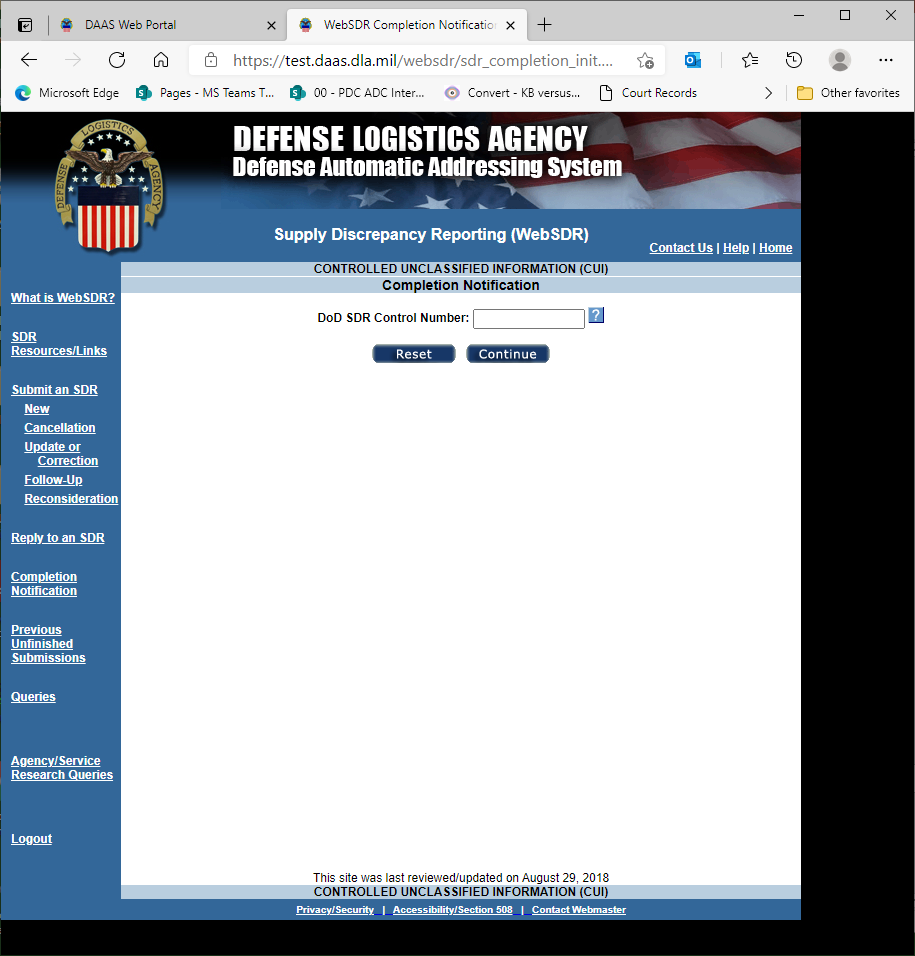 DAAS Web Portal
WebSDR Completion Notification
https://test.daas.dla.mil/websdr/sdr_completion_init....
Microsoft Edge
Pages - MS Teams T...
00 - PDC ADC Inter...
Convert - KB versus...
Court Records
Other favorites
DEFENSE LOGISTICS AGENCY
DEFENSE LOGISTICS AGENCY
Defense Automatic Addressing System
Supply Discrepancy Reporting (WebSDR)
Contact Us | Help | Home
CONTROLLED UNCLASSIFIED INFORMATION (CUI)
Completion Notification
DoD SDR Control Number:
?
Reset
Continue
What is WebSDR?
SDR
Resources/Links
Submit an SDR
New
Cancellation
Update or
Correction
Follow-Up
Reconsideration
Reply to an SDR
Completion
Notification
Previous
Unfinished
Submissions
Queries
Agency/Service
Research Queries
Logout
This site was last reviewed/updated on August 29, 2018
CONTROLLED UNCLASSIFIED INFORMATION (CUI)
Privacy/Security | Accessibility/Section 508 | Contact Webmaster